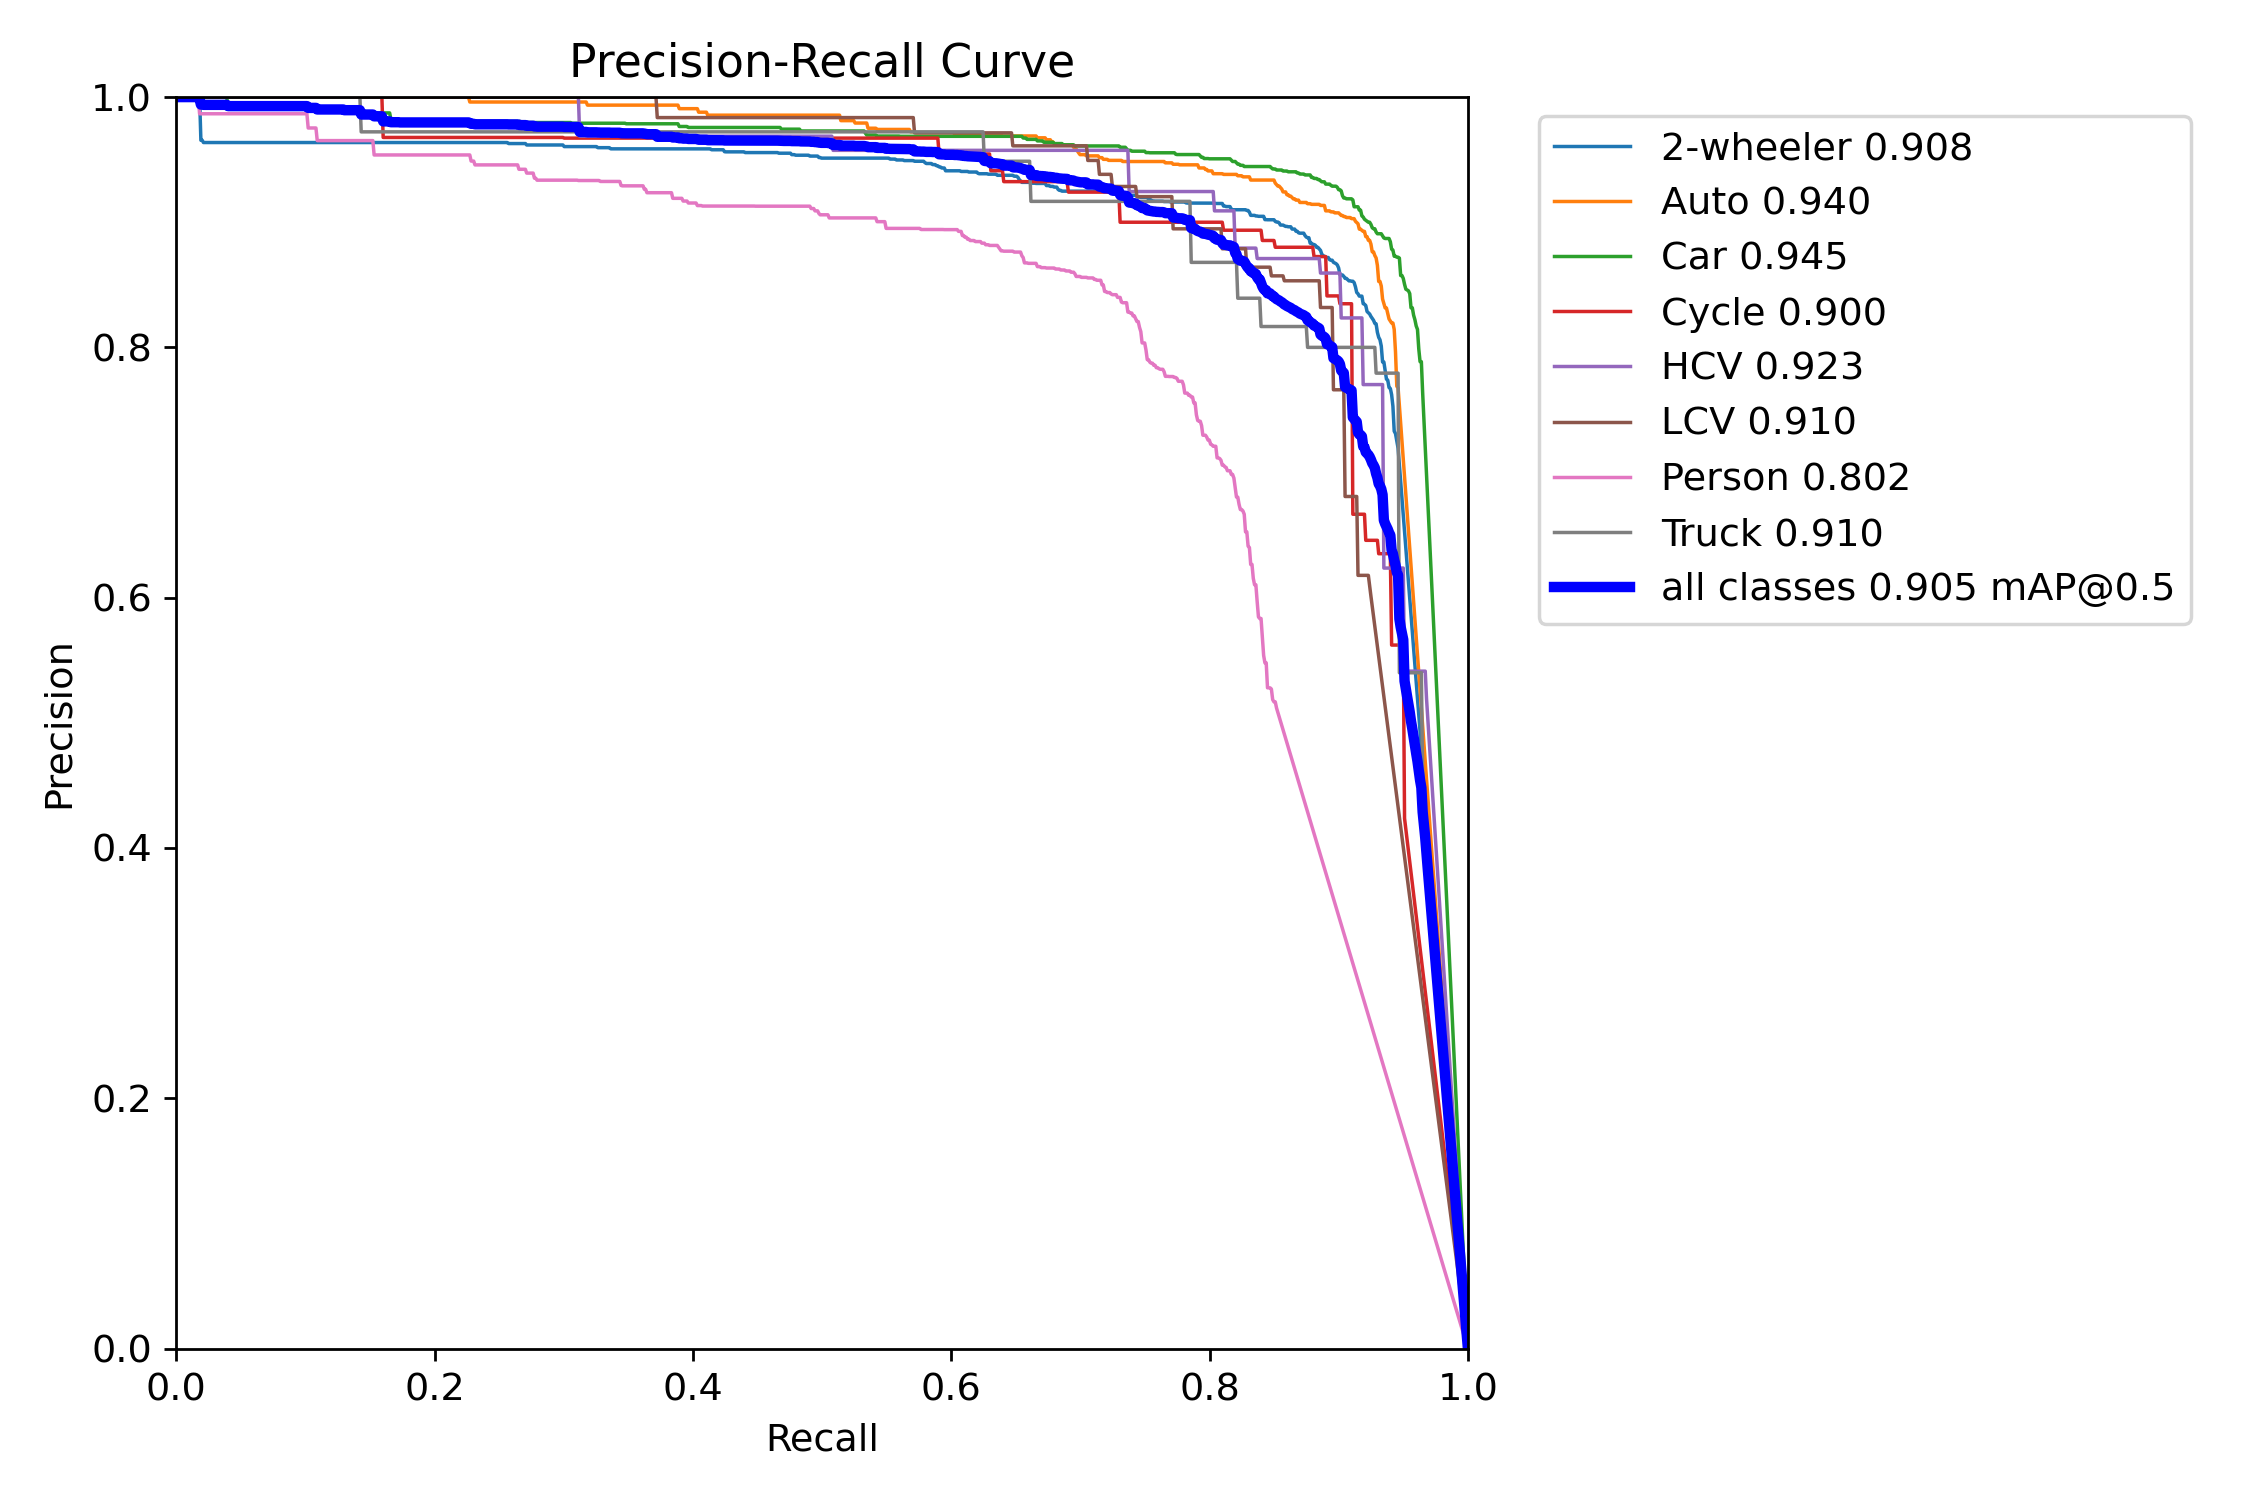 Precision-Recall Curve
1.0
0.8
0.6
0.4
0.2
0.0
Precision
0.0 0.2 0.4 0.6 0.8 1.0
Recall
2-wheeler 0.908
Auto 0.940
Car 0.945
Cycle 0.900
HCV 0.923
LCV 0.910
Person 0.802
Truck 0.910
all classes 0.905 mAP@0.5